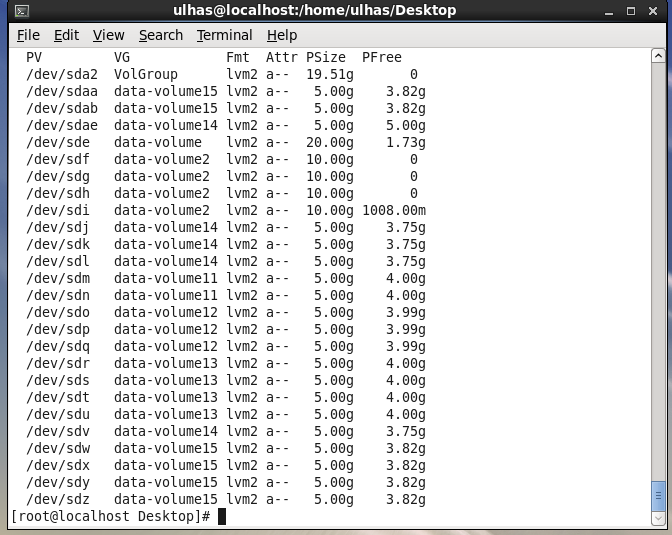 ulhas@localhost:/home/ulhas/Desktop
File Edit View Search Terminal Help
  PV         VG            Fmt  Attr PSize  PFree
  /dev/sda2  VolGroup      lvm2 a--  19.51g       0
  /dev/sdaa  data-volume15 lvm2 a--   5.00g    3.82g
  /dev/sdab  data-volume15 lvm2 a--   5.00g    3.82g
  /dev/sdae  data-volume14 lvm2 a--   5.00g    5.00g
  /dev/sde   data-volume   lvm2 a--  20.00g    1.73g
  /dev/sdf   data-volume2  lvm2 a--  10.00g       0
  /dev/sdg   data-volume2  lvm2 a--  10.00g       0
  /dev/sdh   data-volume2  lvm2 a--  10.00g       0
  /dev/sdi   data-volume2  lvm2 a--  10.00g 1008.00m
  /dev/sdj   data-volume14 lvm2 a--   5.00g    3.75g
  /dev/sdk   data-volume14 lvm2 a--   5.00g    3.75g
  /dev/sdl   data-volume14 lvm2 a--   5.00g    3.75g
  /dev/sdm   data-volume11 lvm2 a--   5.00g    4.00g
  /dev/sdn   data-volume11 lvm2 a--   5.00g    4.00g
  /dev/sdo   data-volume12 lvm2 a--   5.00g    3.99g
  /dev/sdp   data-volume12 lvm2 a--   5.00g    3.99g
  /dev/sdq   data-volume12 lvm2 a--   5.00g    3.99g
  /dev/sdr   data-volume13 lvm2 a--   5.00g    4.00g
  /dev/sds   data-volume13 lvm2 a--   5.00g    4.00g
  /dev/sdt   data-volume13 lvm2 a--   5.00g    4.00g
  /dev/sdu   data-volume13 lvm2 a--   5.00g    4.00g
  /dev/sdv   data-volume14 lvm2 a--   5.00g    3.75g
  /dev/sdw   data-volume15 lvm2 a--   5.00g    3.82g
  /dev/sdx   data-volume15 lvm2 a--   5.00g    3.82g
  /dev/sdy   data-volume15 lvm2 a--   5.00g    3.82g
  /dev/sdz   data-volume15 lvm2 a--   5.00g    3.82g
[root@localhost Desktop]#